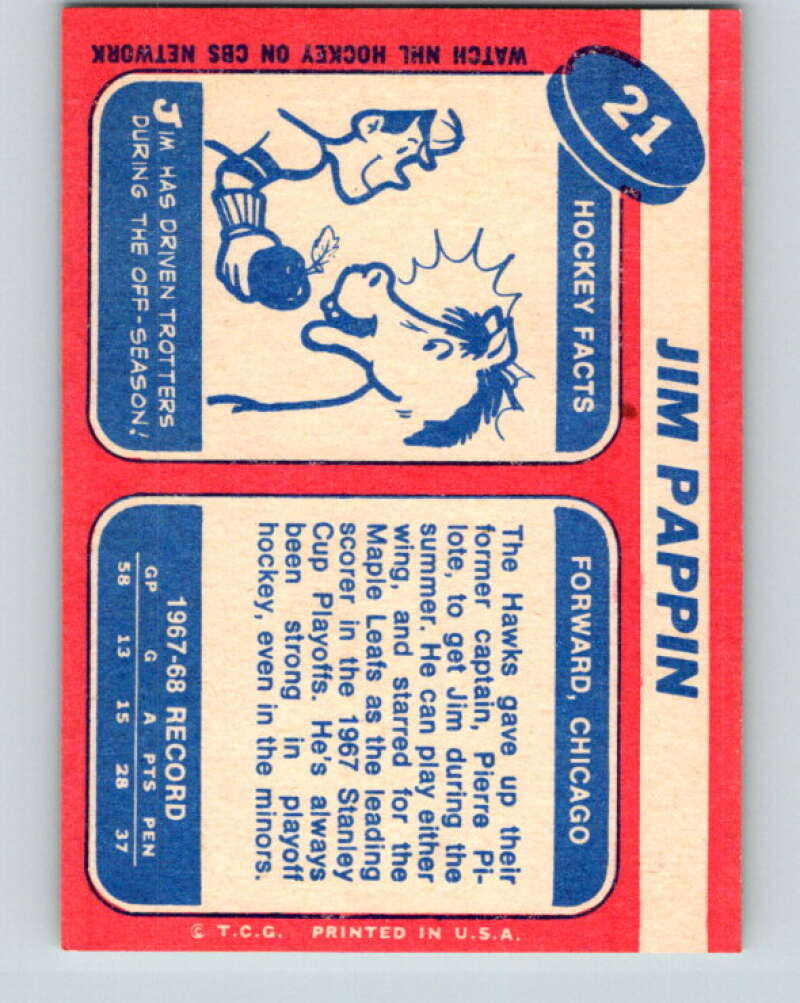 21
JIM PAPPIN
WATCH NHL HOCKEY ON CBS NETWORK
HOCKEY FACTS
JIM HAS DRIVEN TROTTERS
DURING THE OFF-SEASON!
FORWARD, CHICAGO
The Hawks gave up their
former captain, Pierre Pi-
lote, to get Jim during the
summer. He can play either
wing, and starred for the
Maple Leafs as the leading
scorer in the 1967 Stanley
Cup Playoffs. He's always
been strong in playoff
hockey, even in the minors.
1967-68 RECORD
GP G A PTS PEN
58 13 15 28 37
© T.C.G. PRINTED IN U.S.A.